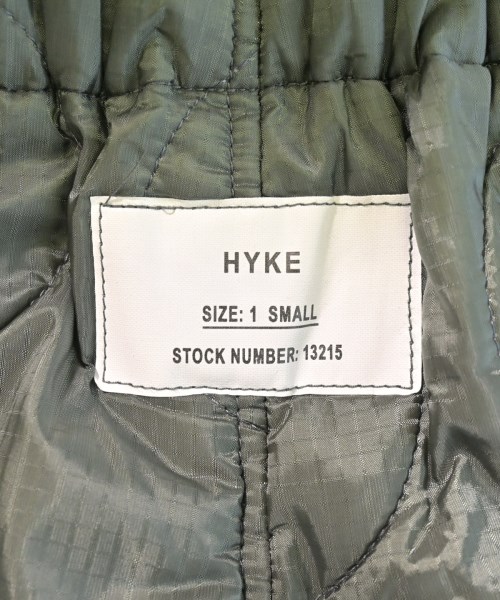 HYKE
SIZE: 1 SMALL
STOCK NUMBER: 13215